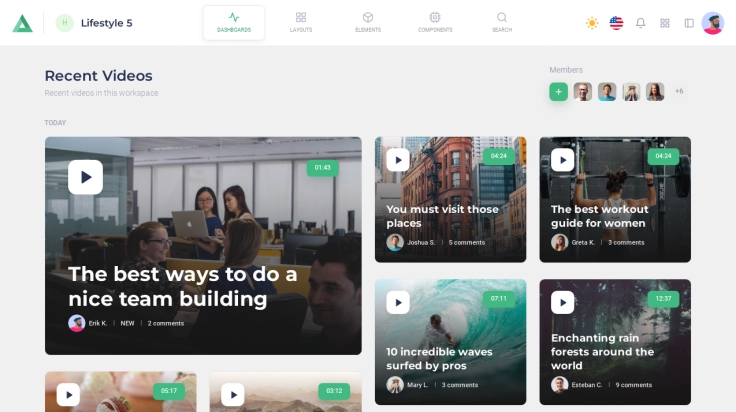 H Lifestyle 5
DASHBOARDS
LAYOUTS
ELEMENTS
COMPONENTS
SEARCH
Recent Videos
Recent videos in this workspace
Members
+
+6
TODAY
01:43
The best ways to do a
nice team building
Erik K. | NEW | 2 comments
04:24
You must visit those
places
Joshua S. | 5 comments
04:24
The best workout
guide for women
Greta K. | 3 comments
07:11
10 incredible waves
surfed by pros
Mary L. | 3 comments
12:37
Enchanting rain
forests around the
world
Esteban C. | 9 comments
05:17
03:12